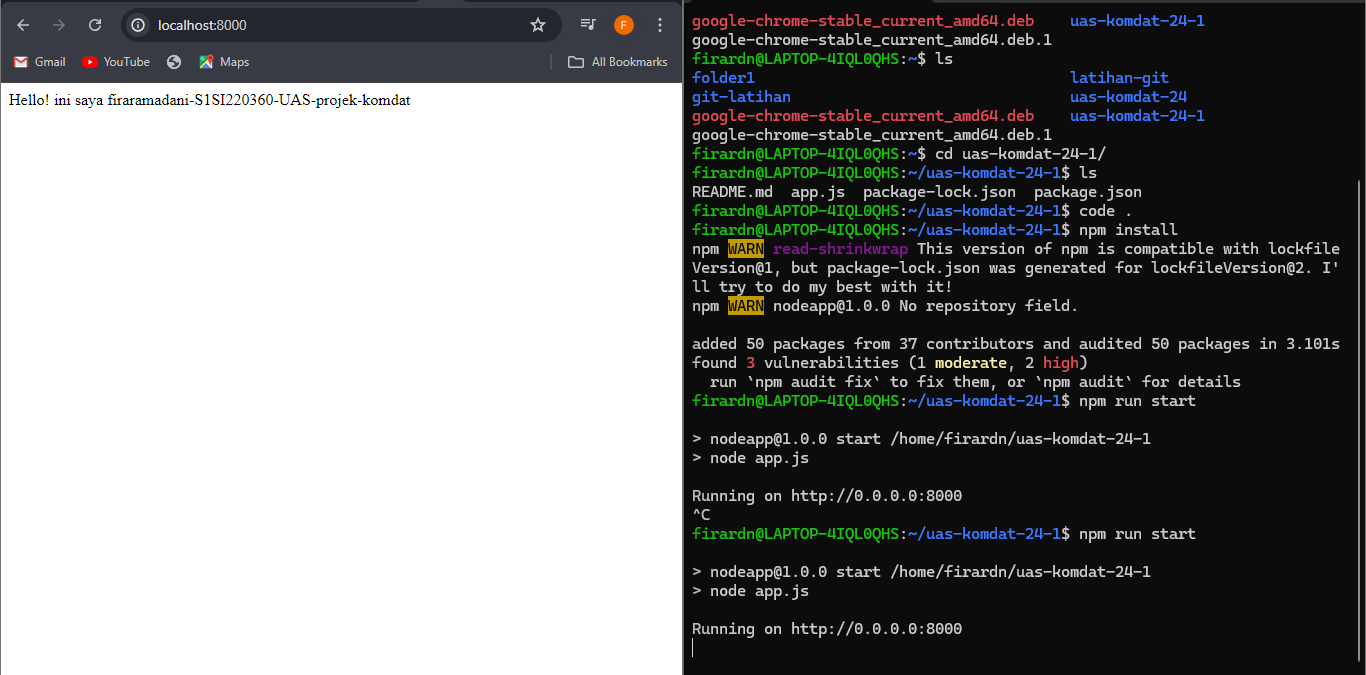 localhost:8000
F
Gmail YouTube Maps All Bookmarks
Hello! ini saya firaramadani-S1SI220360-UAS-projek-komdat
google-chrome-stable_current_amd64.deb uas-komdat-24-1
google-chrome-stable_current_amd64.deb.1
firardn@LAPTOP-4IQL0QHS:~$ ls
folder1 latihan-git
git-latihan uas-komdat-24
google-chrome-stable_current_amd64.deb uas-komdat-24-1
google-chrome-stable_current_amd64.deb.1
firardn@LAPTOP-4IQL0QHS:~$ cd uas-komdat-24-1/
firardn@LAPTOP-4IQL0QHS:~/uas-komdat-24-1$ ls
README.md app.js package-lock.json package.json
firardn@LAPTOP-4IQL0QHS:~/uas-komdat-24-1$ code .
firardn@LAPTOP-4IQL0QHS:~/uas-komdat-24-1$ npm install
npm WARN read-shrinkwrap This version of npm is compatible with lockfile
Version@1, but package-lock.json was generated for lockfileVersion@2. I'
ll try to do my best with it!
npm WARN nodeapp@1.0.0 No repository field.
added 50 packages from 37 contributors and audited 50 packages in 3.101s
found 3 vulnerabilities (1 moderate, 2 high)
run `npm audit fix` to fix them, or `npm audit` for details
firardn@LAPTOP-4IQL0QHS:~/uas-komdat-24-1$ npm run start
> nodeapp@1.0.0 start /home/firardn/uas-komdat-24-1
> node app.js
Running on http://0.0.0.0:8000
^C
firardn@LAPTOP-4IQL0QHS:~/uas-komdat-24-1$ npm run start
> nodeapp@1.0.0 start /home/firardn/uas-komdat-24-1
> node app.js
Running on http://0.0.0.0:8000